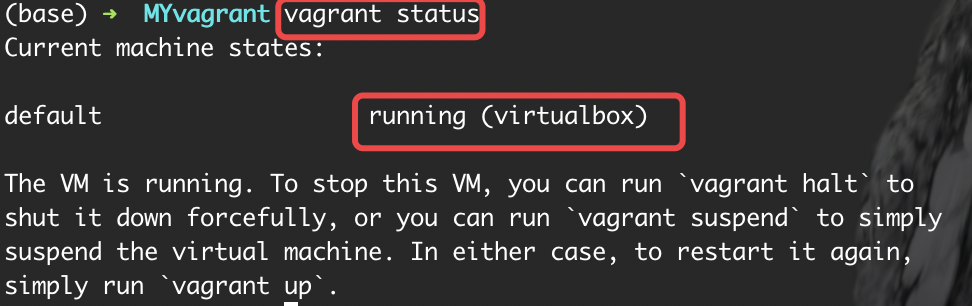 (base) ➜ MYvagrant vagrant status
Current machine states:
default running (virtualbox)
The VM is running. To stop this VM, you can run `vagrant halt` to
shut it down forcefully, or you can run `vagrant suspend` to simply
suspend the virtual machine. In either case, to restart it again,
simply run `vagrant up`.